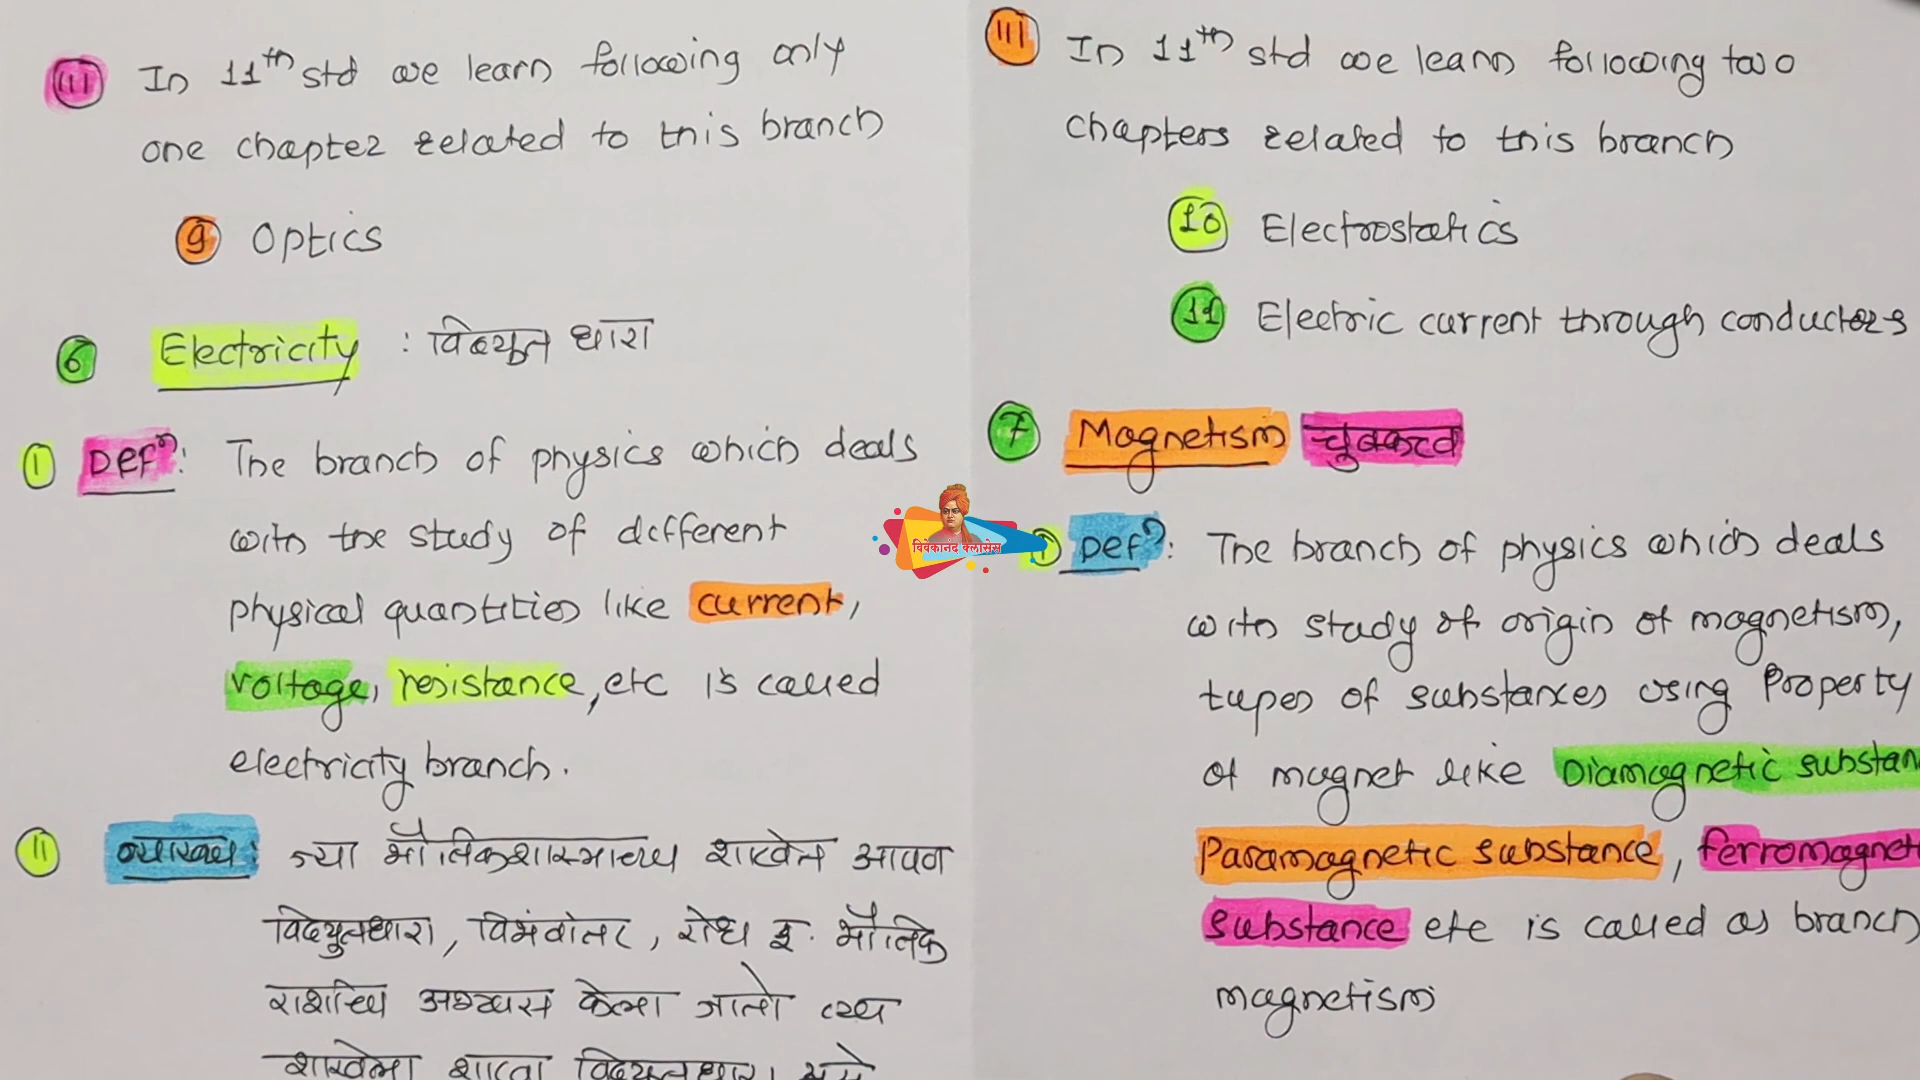 III In 11th std we learn following only
one chapter related to this branch
9 Optics
6 Electricity : विद्युत धारा
I Defn: The branch of physics which deals
with the study of different
physical quantities like current,
voltage, resistance, etc is called
electricity branch.
II व्याख्या: ज्या भौतिकशास्त्राच्या शाखेत आपण
विद्युतधारा, विभवांतर, रोध इ. भौतिक
राशींचा अभ्यास केला जातो त्या
शाखेला शाखा विद्युतधारा
III In 11th std we learn following two
chapters related to this branch
10 Electrostatics
11 Electric current through conductors
7 Magnetism चुंबकत्व
विवेकानंद क्लासेस
I Defn: The branch of physics which deals
with study of origin of magnetism,
types of substances using Property
of magnet like Diamagnetic substan
Paramagnetic substance, ferromagnet
substance etc is called as branch
magnetism